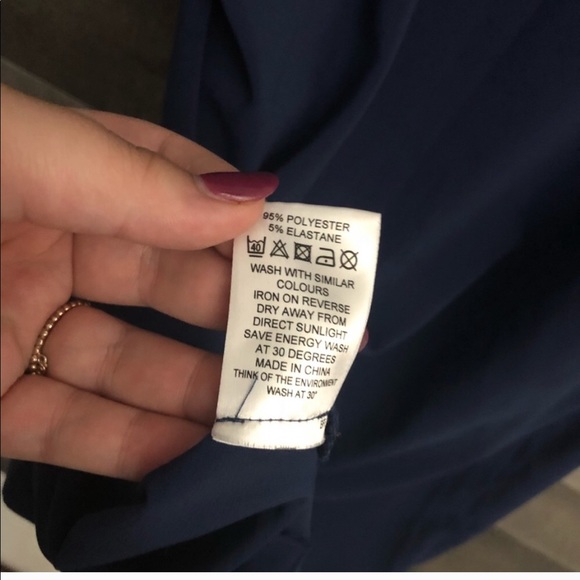 95% POLYESTER
5% ELASTANE
40
WASH WITH SIMILAR
COLOURS
IRON ON REVERSE
DRY AWAY FROM
DIRECT SUNLIGHT
SAVE ENERGY WASH
AT 30 DEGREES
MADE IN CHINA
THINK OF THE ENVIRONMENT
WASH AT 30°